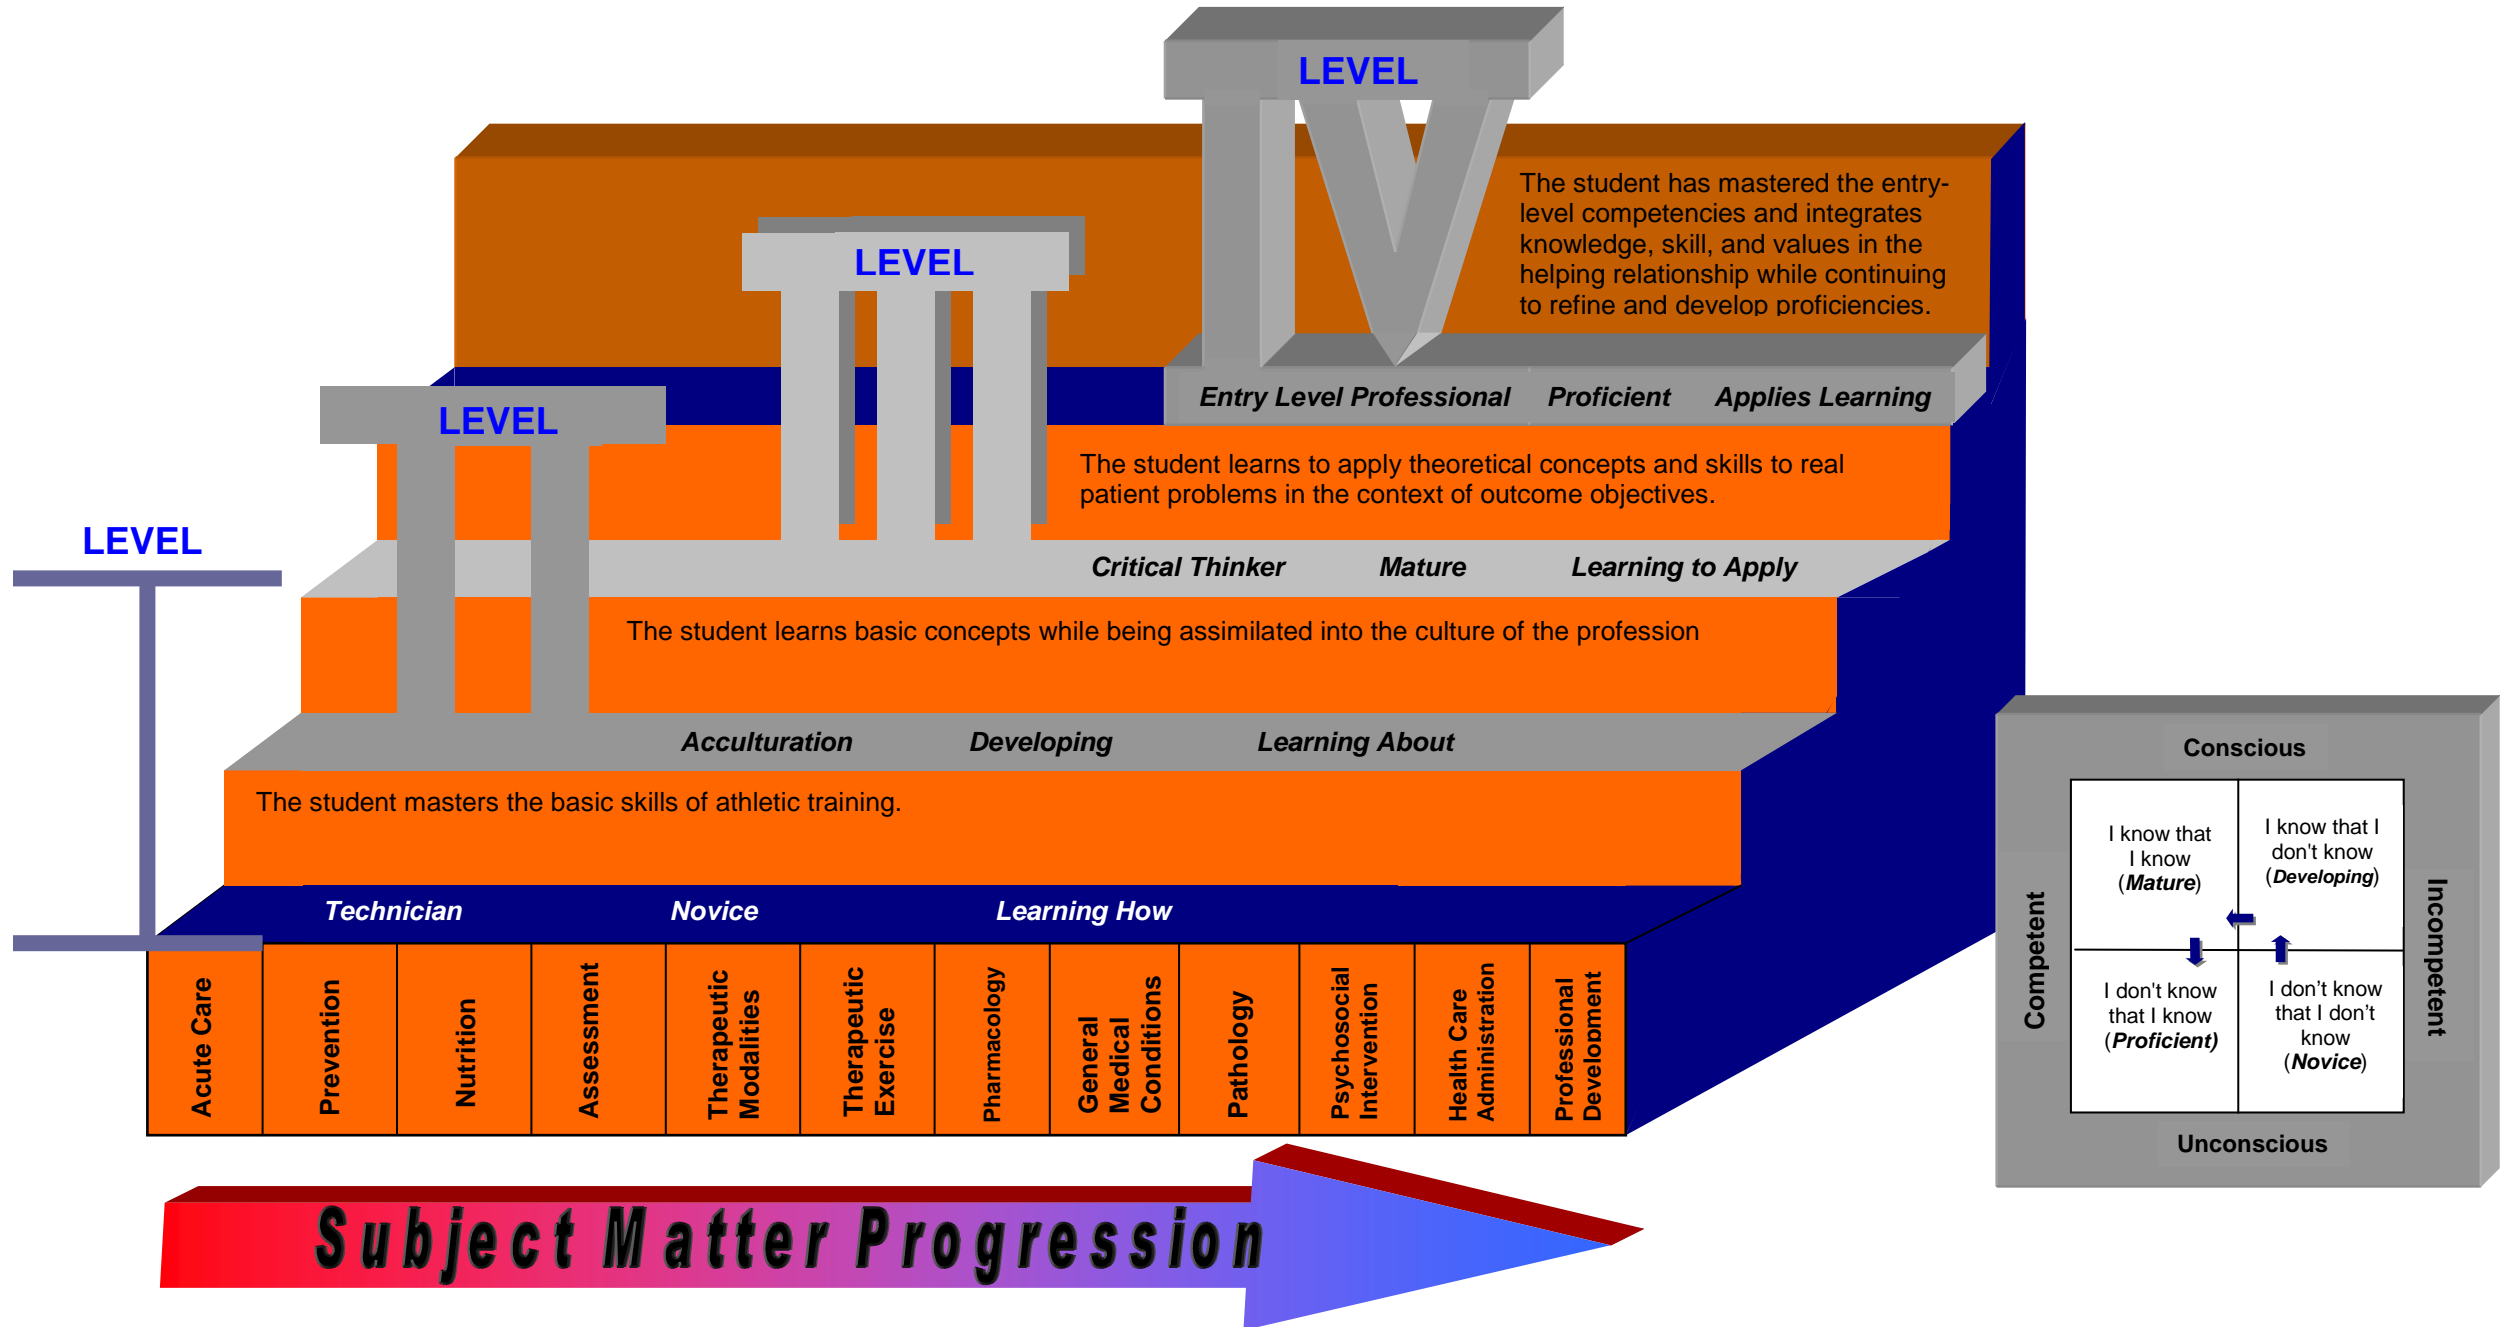 LEVEL
The student has mastered the entry-
level competencies and integrates
knowledge, skill, and values in the
helping relationship while continuing
to refine and develop proficiencies.
Entry Level Professional Proficient Applies Learning
LEVEL
The student learns to apply theoretical concepts and skills to real
patient problems in the context of outcome objectives.
Critical Thinker Mature Learning to Apply
LEVEL
The student learns basic concepts while being assimilated into the culture of the profession
Acculturation Developing Learning About
LEVEL
The student masters the basic skills of athletic training.
Technician Novice Learning How
Acute Care
Prevention
Nutrition
Assessment
Therapeutic
Modalities
Therapeutic
Exercise
Pharmacology
General
Medical
Conditions
Pathology
Psychosocial
Intervention
Health Care
Administration
Professional
Development
Subject Matter Progression
Conscious
Competent
I know that
I know
(Mature)
I know that I
don't know
(Developing)
I don't know
that I know
(Proficient)
I don’t know
that I don’t
know
(Novice)
Incompetent
Unconscious